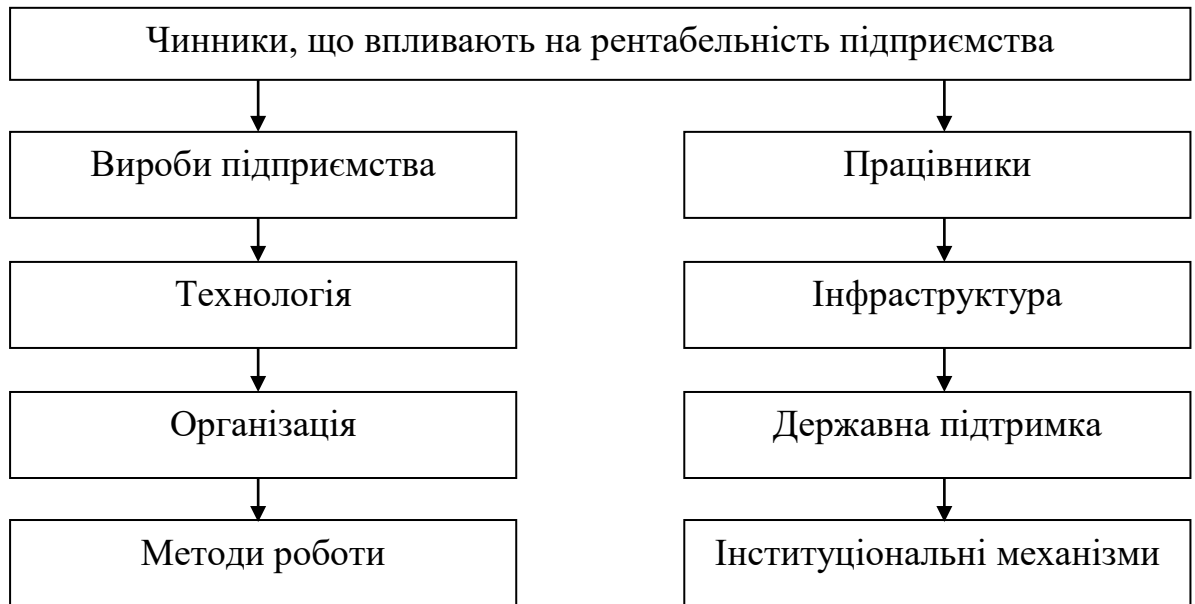 Чинники, що впливають на рентабельність підприємства
Вироби підприємства
Працівники
Технологія
Інфраструктура
Організація
Державна підтримка
Методи роботи
Інституціональні механізми